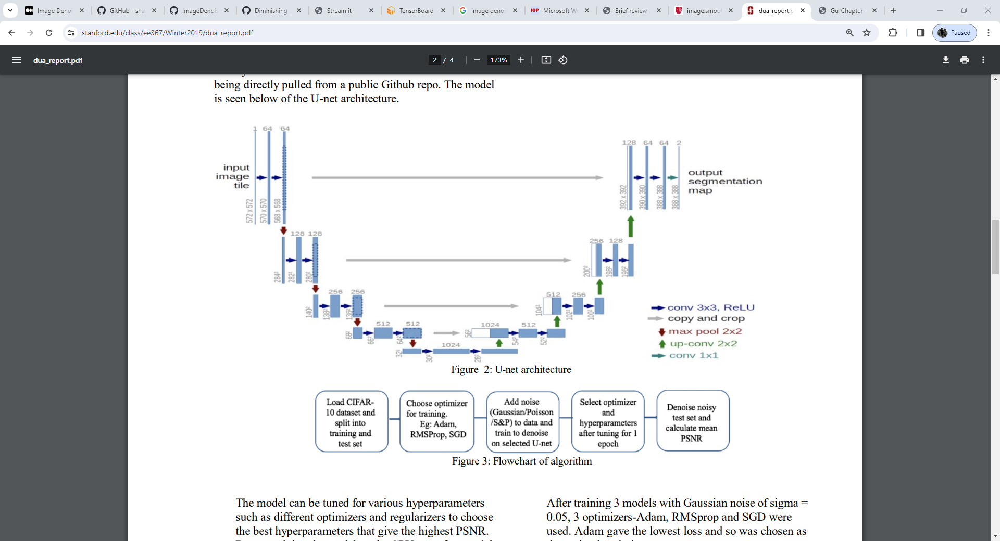 Image Denoi
GitHub - sha
ImageDenois
Diminishing_
Streamlit
TensorBoard
image denoi
IOP Microsoft W
Brief review
image.smoot
dua_report.p
Gu-Chapter-
stanford.edu/class/ee367/Winter2019/dua_report.pdf
Paused
dua_report.pdf
2 / 4
173%
being directly pulled from a public Github repo. The model
is seen below of the U-net architecture.
1 64 64
128 64 64 2
input
image
tile
output
segmentation
map
572 x 572
570 x 570
568 x 568
392 x 392
390 x 390
388 x 388
388 x 388
128 128
256 128
284²
282²
280²
200²
198²
196²
256 256
512 256
140²
138²
136²
104²
102²
100²
512 512
1024 512
68²
66²
64²
56²
54²
52²
1024
32²
30²
28²
conv 3x3, ReLU
copy and crop
max pool 2x2
up-conv 2x2
conv 1x1
Figure 2: U-net architecture
Load CIFAR-
10 dataset and
split into
training and
test set
Choose optimizer
for training.
Eg: Adam,
RMSProp, SGD
Add noise
(Gaussian/Poisson
/S&P) to data and
train to denoise
on selected U-net
Select optimizer
and
hyperparameters
after tuning for 1
epoch
Denoise noisy
test set and
calculate mean
PSNR
Figure 3: Flowchart of algorithm
The model can be tuned for various hyperparameters
such as different optimizers and regularizers to choose
the best hyperparameters that give the highest PSNR.
After training 3 models with Gaussian noise of sigma =
0.05, 3 optimizers-Adam, RMSprop and SGD were
used. Adam gave the lowest loss and so was chosen as